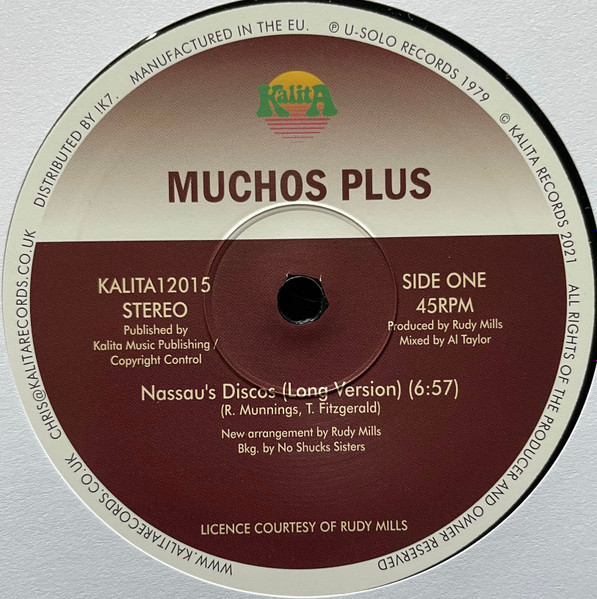 KalitA
MUCHOS PLUS
KALITA12015
STEREO
Published by
Kalita Music Publishing /
Copyright Control
SIDE ONE
45RPM
Produced by Rudy Mills
Mixed by Al Taylor
Nassau's Discos (Long Version) (6:57)
(R. Munnings, T. Fitzgerald)
New arrangement by Rudy Mills
Bkg. by No Shucks Sisters
LICENCE COURTESY OF RUDY MILLS
WWW.KALITARECORDS.CO.UK CHRIS@KALITARECORDS.CO.UK DISTRIBUTED BY !K7. MANUFACTURED IN THE EU. ℗ U-SOLO RECORDS 1979 © KALITA RECORDS 2021 ALL RIGHTS OF THE PRODUCER AND OWNER RESERVED